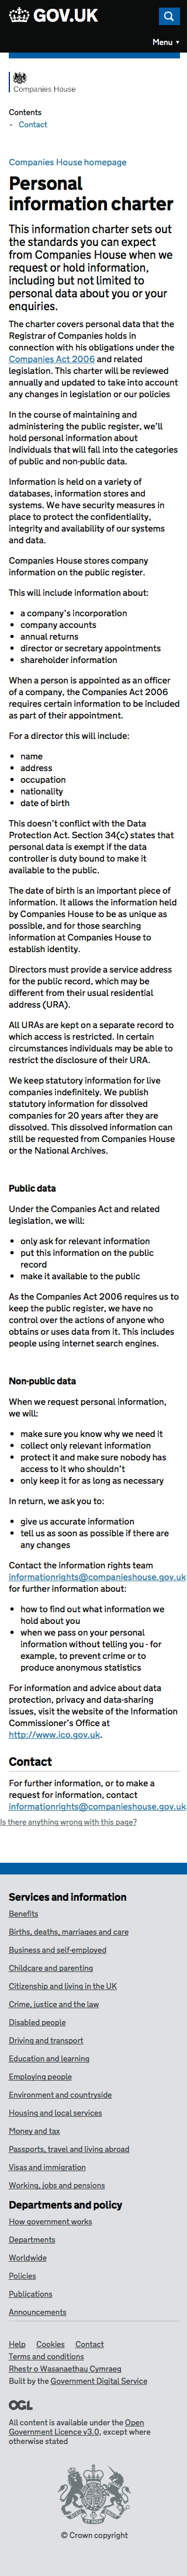 GOV.UK
Menu ▼
Companies House
Contents
- Contact
Companies House homepage
Personal
information charter
This information charter sets out
the standards you can expect
from Companies House when we
request or hold information,
including but not limited to
personal data about you or your
enquiries.
The charter covers personal data that the
Registrar of Companies holds in
connection with his obligations under the
Companies Act 2006 and related
legislation. This charter will be reviewed
annually and updated to take into account
any changes in legislation or our policies
In the course of maintaining and
administering the public register, we'll
hold personal information about
individuals that will fall into the categories
of public and non-public data.
Information is held on a variety of
databases, information stores and
systems. We have security measures in
place to protect the confidentiality,
integrity and availability of our systems
and data.
Companies House stores company
information on the public register.
This will include information about:
• a company's incorporation
• company accounts
• annual returns
• director or secretary appointments
• shareholder information
When a person is appointed as an officer
of a company, the Companies Act 2006
requires certain information to be included
as part of their appointment.
For a director this will include:
• name
• address
• occupation
• nationality
• date of birth
This doesn't conflict with the Data
Protection Act. Section 34(c) states that
personal data is exempt if the data
controller is duty bound to make it
available to the public.
The date of birth is an important piece of
information. It allows the information held
by Companies House to be as unique as
possible, and for those searching
information at Companies House to
establish identity.
Directors must provide a service address
for the public record, which may be
different from their usual residential
address (URA).
All URAs are kept on a separate record to
which access is restricted. In certain
circumstances individuals may be able to
restrict the disclosure of their URA.
We keep statutory information for live
companies indefinitely. We publish
statutory information for dissolved
companies for 20 years after they are
dissolved. This dissolved information can
still be requested from Companies House
or the National Archives.
Public data
Under the Companies Act and related
legislation, we will:
• only ask for relevant information
• put this information on the public
record
• make it available to the public
As the Companies Act 2006 requires us to
keep the public register, we have no
control over the actions of anyone who
obtains or uses data from it. This includes
people using internet search engines.
Non-public data
When we request personal information,
we will:
• make sure you know why we need it
• collect only relevant information
• protect it and make sure nobody has
access to it who shouldn't
• only keep it for as long as necessary
In return, we ask you to:
• give us accurate information
• tell us as soon as possible if there are
any changes
Contact the information rights team
informationrights@companieshouse.gov.uk
for further information about:
• how to find out what information we
hold about you
• when we pass on your personal
information without telling you - for
example, to prevent crime or to
produce anonymous statistics
For information and advice about data
protection, privacy and data-sharing
issues, visit the website of the Information
Commissioner's Office at
http://www.ico.gov.uk.
Contact
For further information, or to make a
request for information, contact
informationrights@companieshouse.gov.uk.
Is there anything wrong with this page?
Services and information
Benefits
Births, deaths, marriages and care
Business and self-employed
Childcare and parenting
Citizenship and living in the UK
Crime, justice and the law
Disabled people
Driving and transport
Education and learning
Employing people
Environment and countryside
Housing and local services
Money and tax
Passports, travel and living abroad
Visas and immigration
Working, jobs and pensions
Departments and policy
How government works
Departments
Worldwide
Policies
Publications
Announcements
Help Cookies Contact
Terms and conditions
Rhestr o Wasanaethau Cymraeg
Built by the Government Digital Service
OGL
All content is available under the Open
Government Licence v3.0, except where
otherwise stated
© Crown copyright